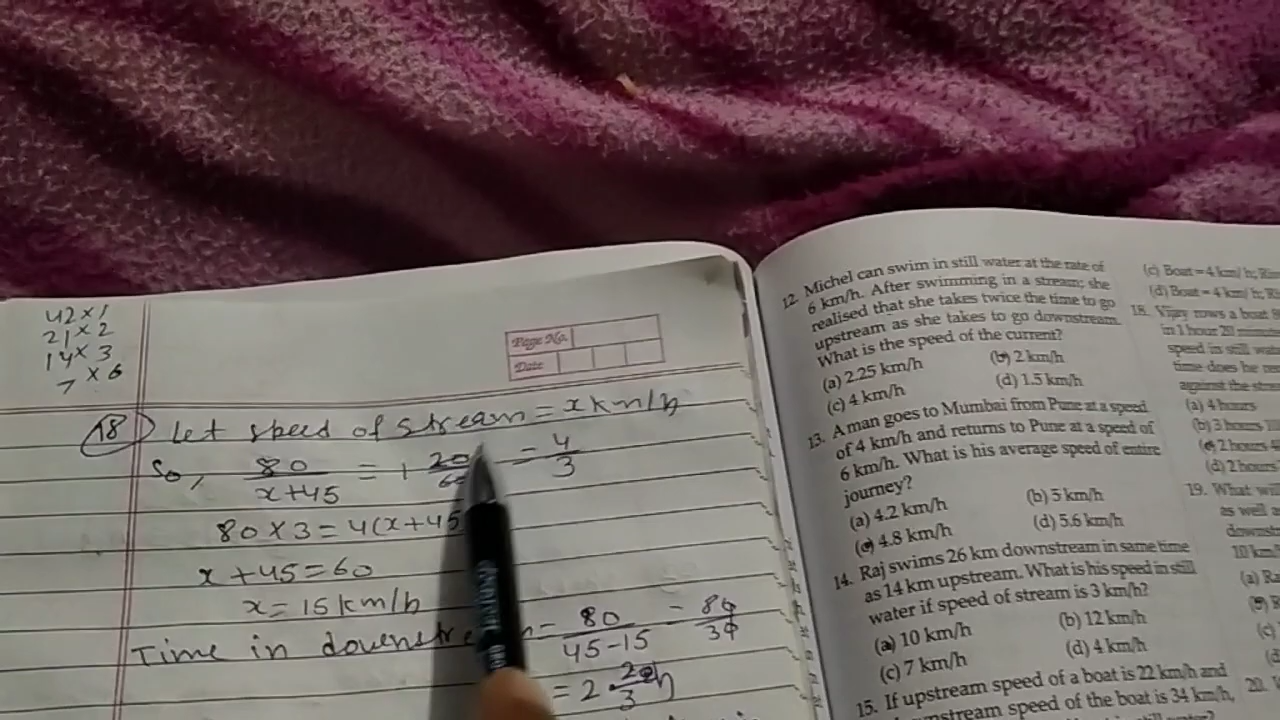 42×1
21×2
14×3
7×6
Page No.
Date
18 Let speed of stream = x km/h
So, 80/x+45 = 1 20/60 = 4/3
80×3 = 4(x+45
x+45=60
x=15km/h
Time in downstre = 80/45-15 = 80/30
= 2 2/3 h
12. Michel can swim in still water at the rate of
6 km/h. After swimming in a stream; she
realised that she takes twice the time to go
upstream as she takes to go downstream.
What is the speed of the current?
(a) 2.25 km/h (b) 2 km/h
(c) 4 km/h (d) 1.5 km/h
13. A man goes to Mumbai from Pune at a speed
of 4 km/h and returns to Pune at a speed of
6 km/h. What is his average speed of entire
journey?
(a) 4.2 km/h (b) 5 km/h
(c) 4.8 km/h (d) 5.6 km/h
14. Raj swims 26 km downstream in same time
as 14 km upstream. What is his speed in still
water if speed of stream is 3 km/h?
(a) 10 km/h (b) 12 km/h
(c) 7 km/h (d) 4 km/h
15. If upstream speed of a boat is 22 km/h and
speed of the boat is 34 km/h,
(c) Boat = 4 km/h;
(d) Boat = 4 km/h;
18. Vijay rows a boat
in 1 hour 20
speed in still
time does he
against the
(a) 4 hours
(b) 3 hours
(c) 2 hours
(d) 2 hours
19. What
as well
10 km
(a)
(c)
20.